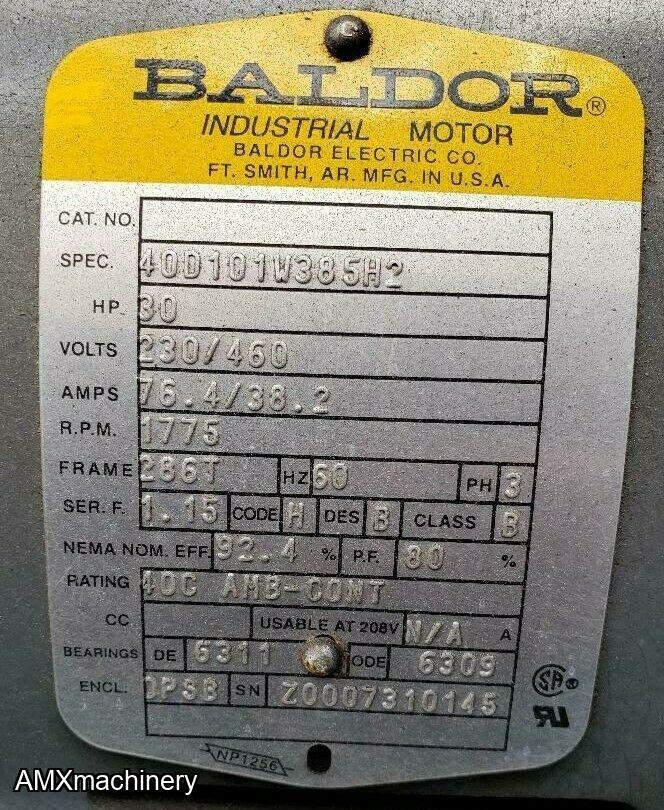 BALDOR®
INDUSTRIAL MOTOR
BALDOR ELECTRIC CO.
FT. SMITH, AR. MFG. IN U.S.A.
CAT. NO.
SPEC. 40D101W385H2
HP. 30
VOLTS 230/460
AMPS 76.4/38.2
R.P.M. 1775
FRAME 286T HZ 60 PH 3
SER. F. 1.15 CODE H DES B CLASS B
NEMA NOM. EFF. 92.4 % P.F. 80 %
RATING 40C AMB-CONT
CC USABLE AT 208V N/A A
BEARINGS DE 6311 ODE 6309
ENCL. OPSB SN Z0007310145
NP1256
AMXmachinery